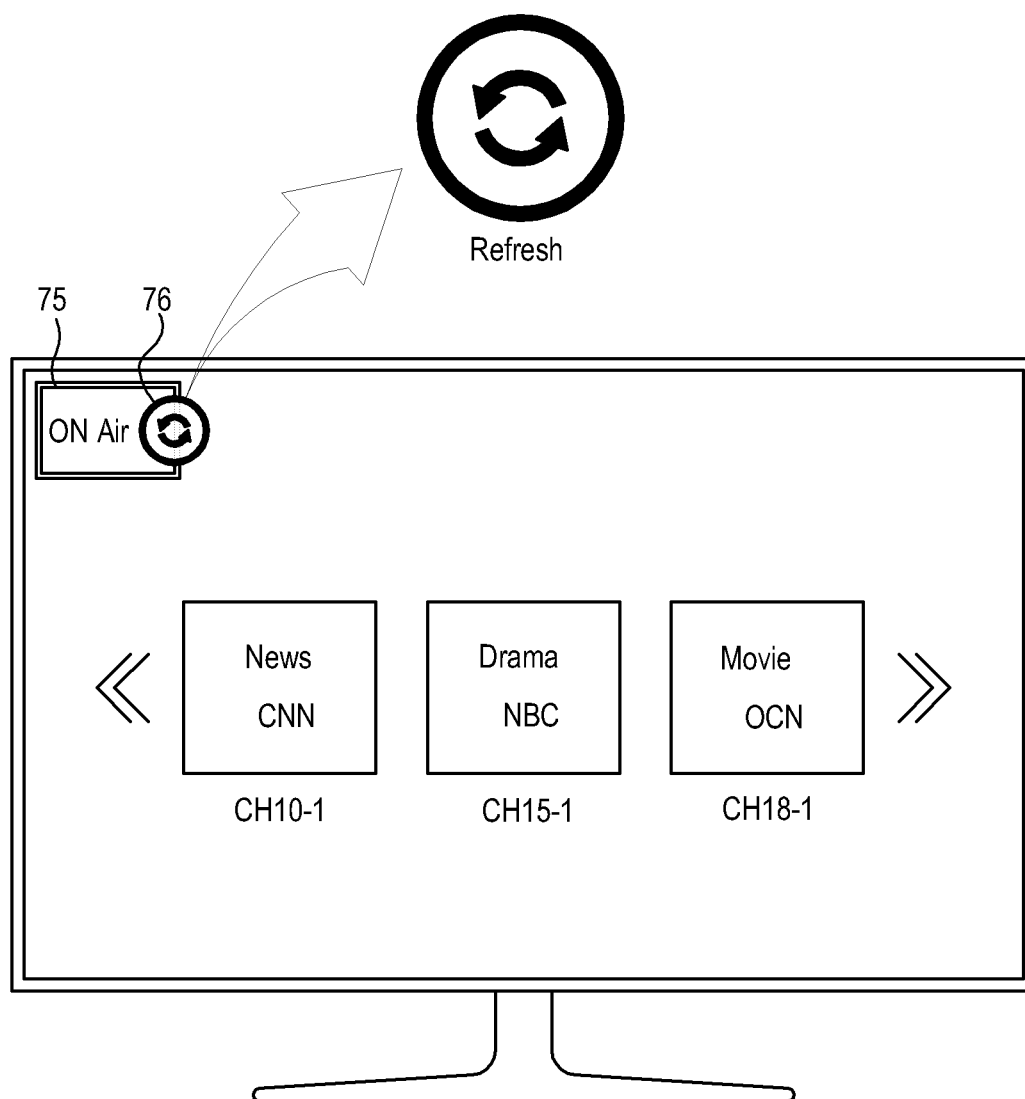 Refresh
75 76
ON Air
News Drama Movie
CNN NBC OCN
CH10-1 CH15-1 CH18-1